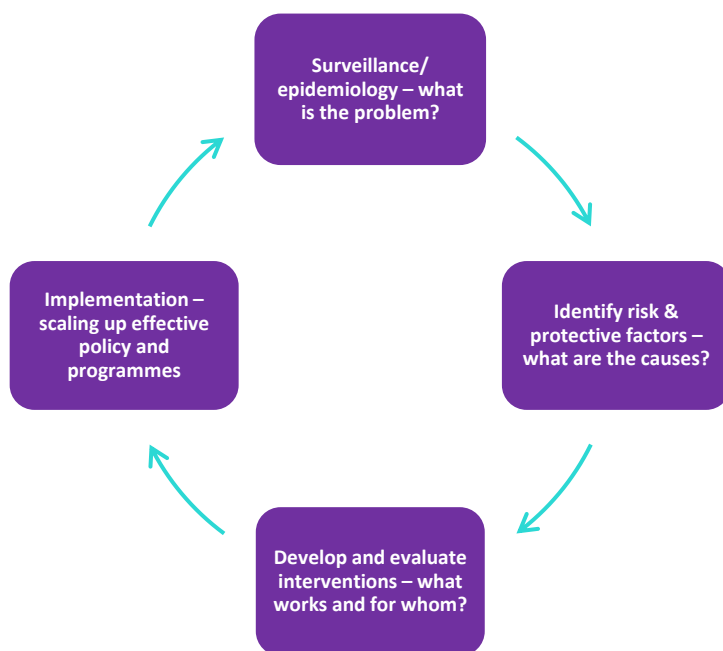 Surveillance/
epidemiology – what
is the problem?
Identify risk &
protective factors –
what are the causes?
Develop and evaluate
interventions – what
works and for whom?
Implementation –
scaling up effective
policy and
programmes